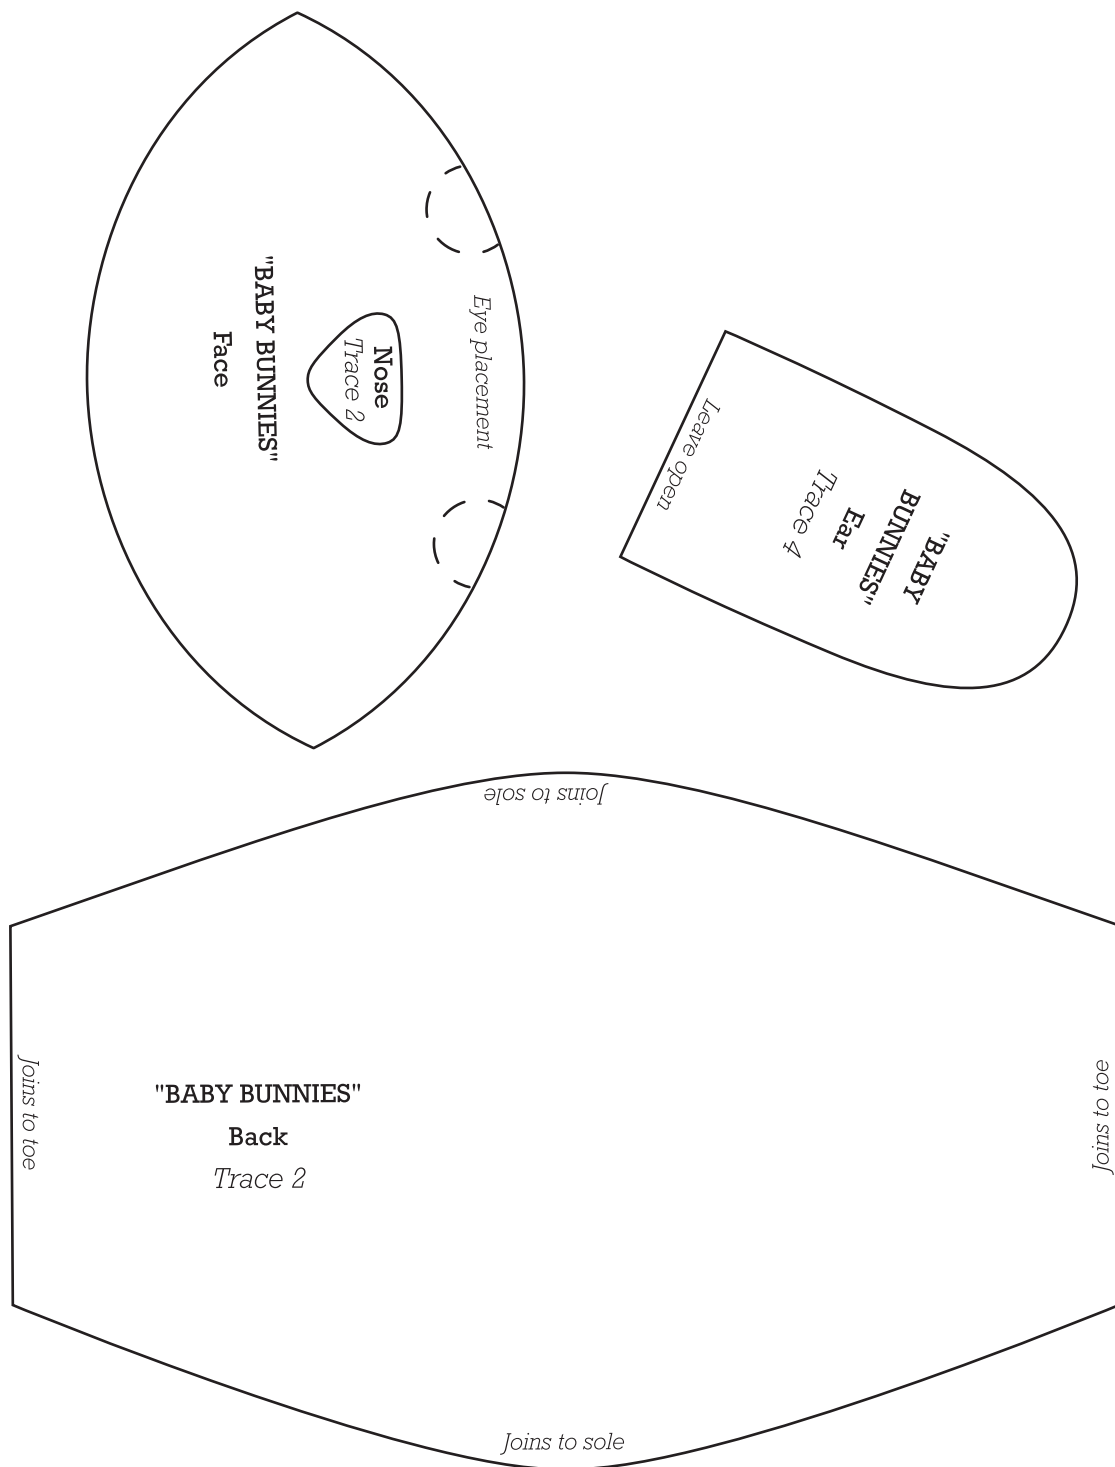 Eye placement
Nose
Trace 2
"BABY BUNNIES"
Face
Leave open
"BABY
BUNNIES"
Ear
Trace 4
Joins to sole
Joins to toe
"BABY BUNNIES"
Back
Trace 2
Joins to toe
Joins to sole